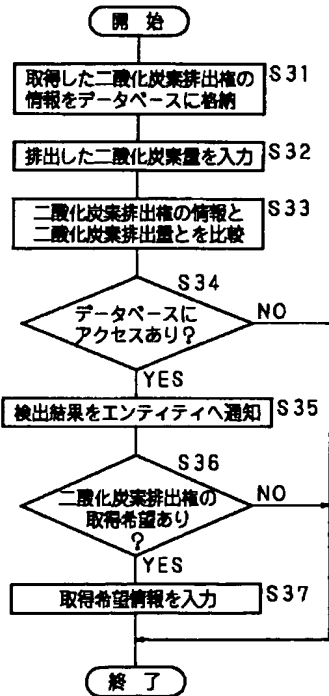 開始
取得した二酸化炭素排出権の
情報をデータベースに格納
S31
排出した二酸化炭素量を入力
S32
二酸化炭素排出権の情報と
二酸化炭素排出量とを比較
S33
S34
データベースに
アクセスあり?
NO
YES
検出結果をエンティティへ通知
S35
S36
二酸化炭素排出権の
取得希望あり
?
NO
YES
取得希望情報を入力
S37
終了